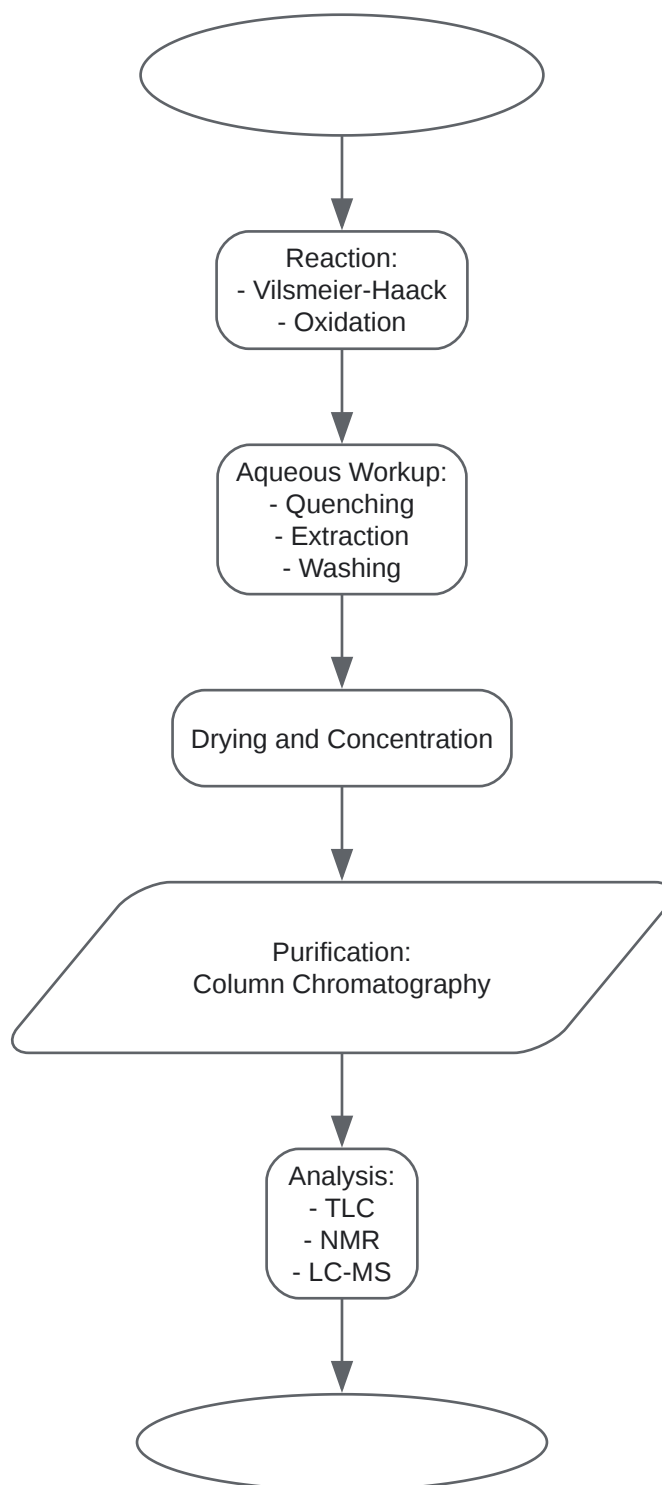 Reaction:
- Vilsmeier-Haack
- Oxidation
Aqueous Workup:
- Quenching
- Extraction
- Washing
Drying and Concentration
Purification:
Column Chromatography
Analysis:
- TLC
- NMR
- LC-MS